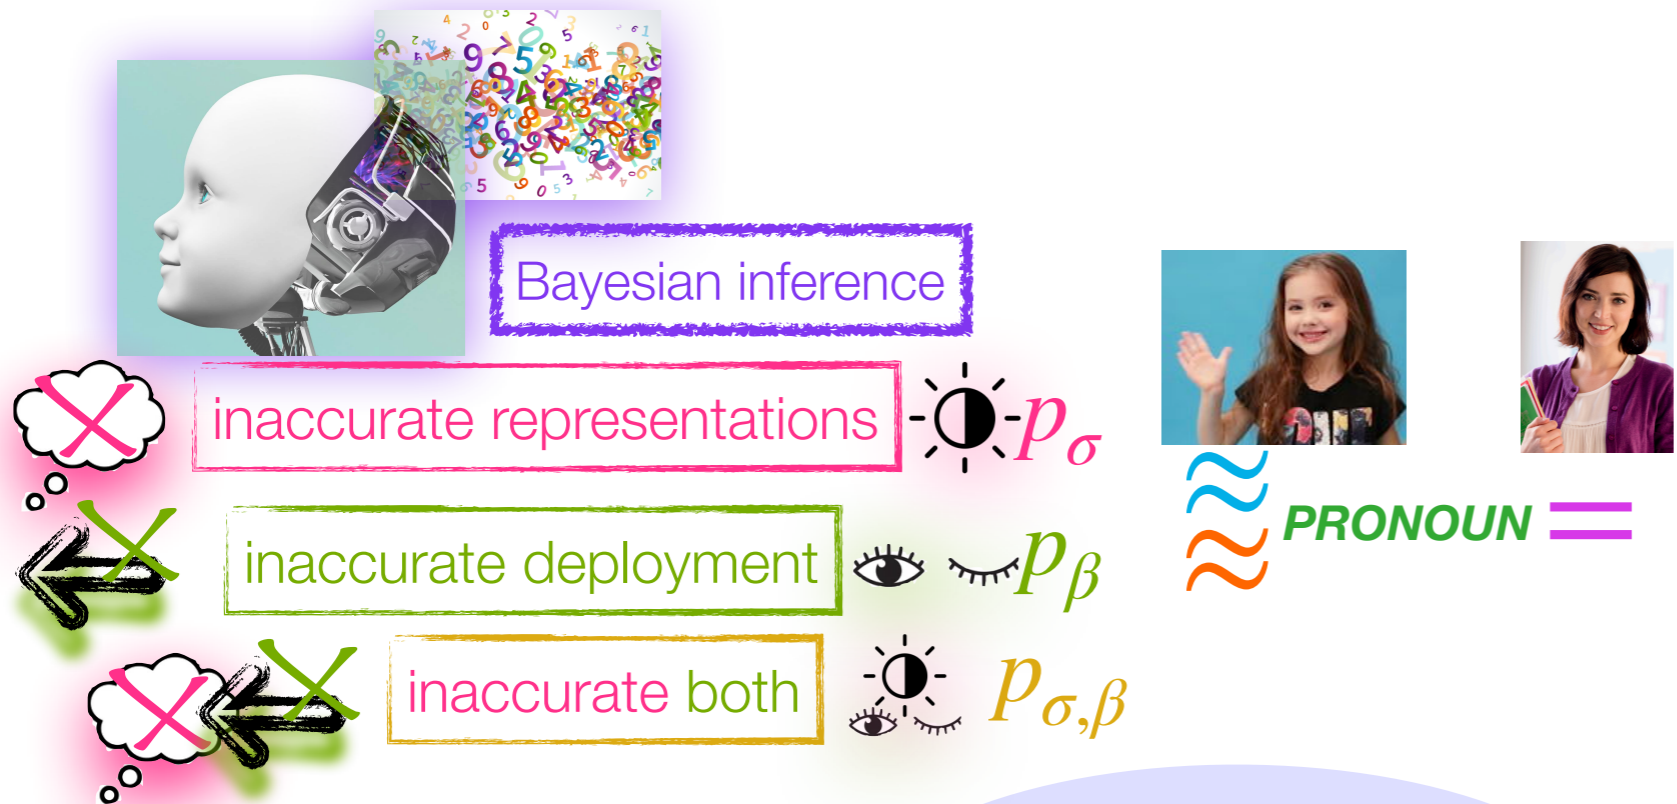 Bayesian inference
inaccurate representations
pσ
inaccurate deployment
pβ
inaccurate both
pσ,β
≈
≈
PRONOUN =